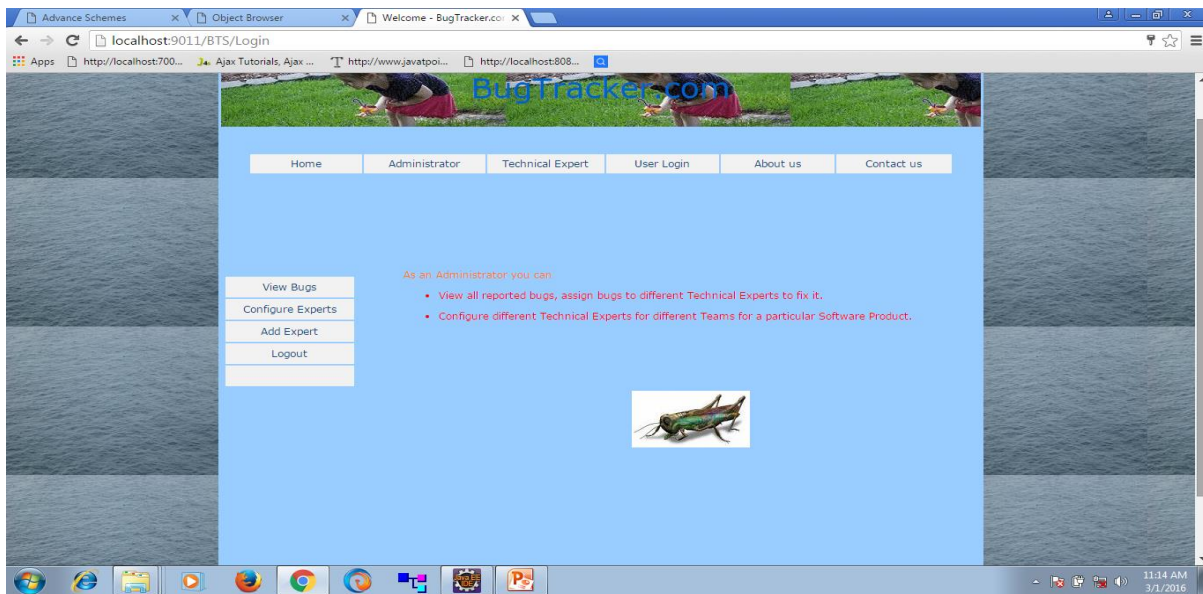 Advance Schemes
Object Browser
Welcome - BugTracker.co
localhost:9011/BTS/Login
Apps
http://localhost:700...
Ajax Tutorials, Ajax ...
http://www.javatpoi...
http://localhost:808...
BugTracker.com
Home
Administrator
Technical Expert
User Login
About us
Contact us
View Bugs
Configure Experts
Add Expert
Logout
As an Administrator you can
• View all reported bugs, assign bugs to different Technical Experts to fix it.
• Configure different Technical Experts for different Teams for a particular Software Product.
Java EE
IDE
11:14 AM
3/1/2016